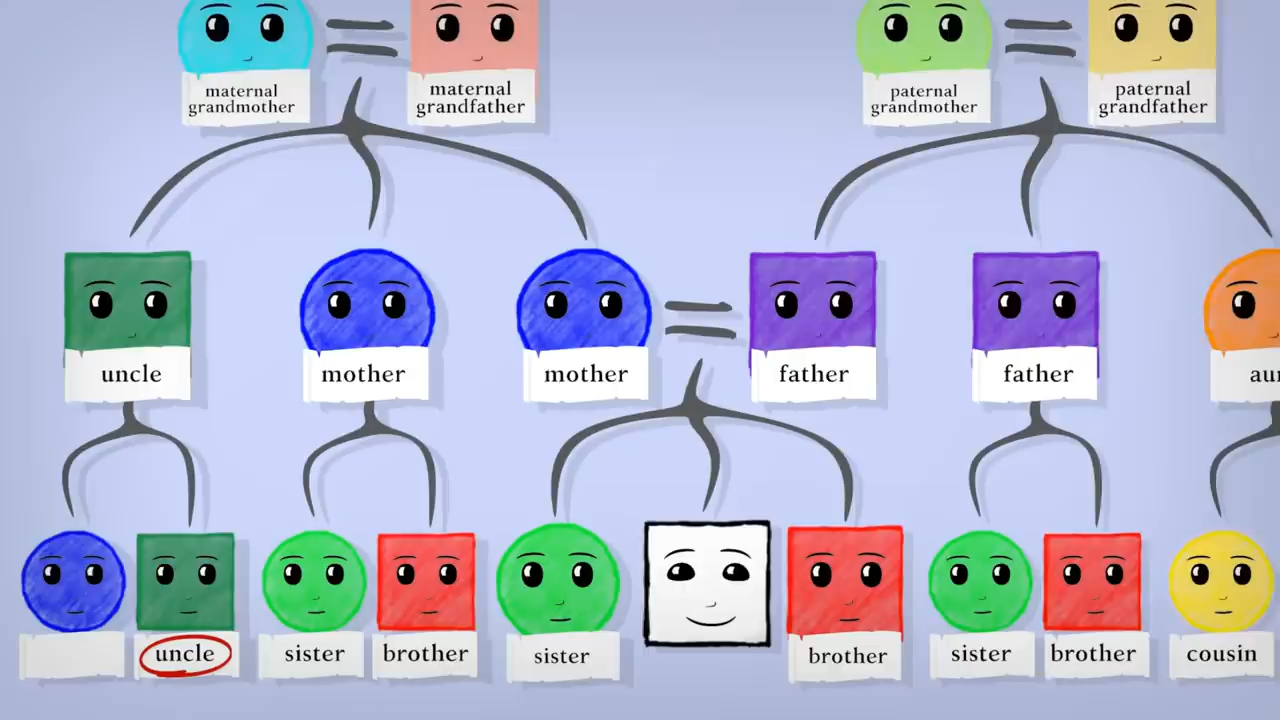 maternal
grandmother
maternal
grandfather
paternal
grandmother
paternal
grandfather
uncle
mother
mother
father
father
uncle
sister
brother
sister
brother
sister
brother
cousin